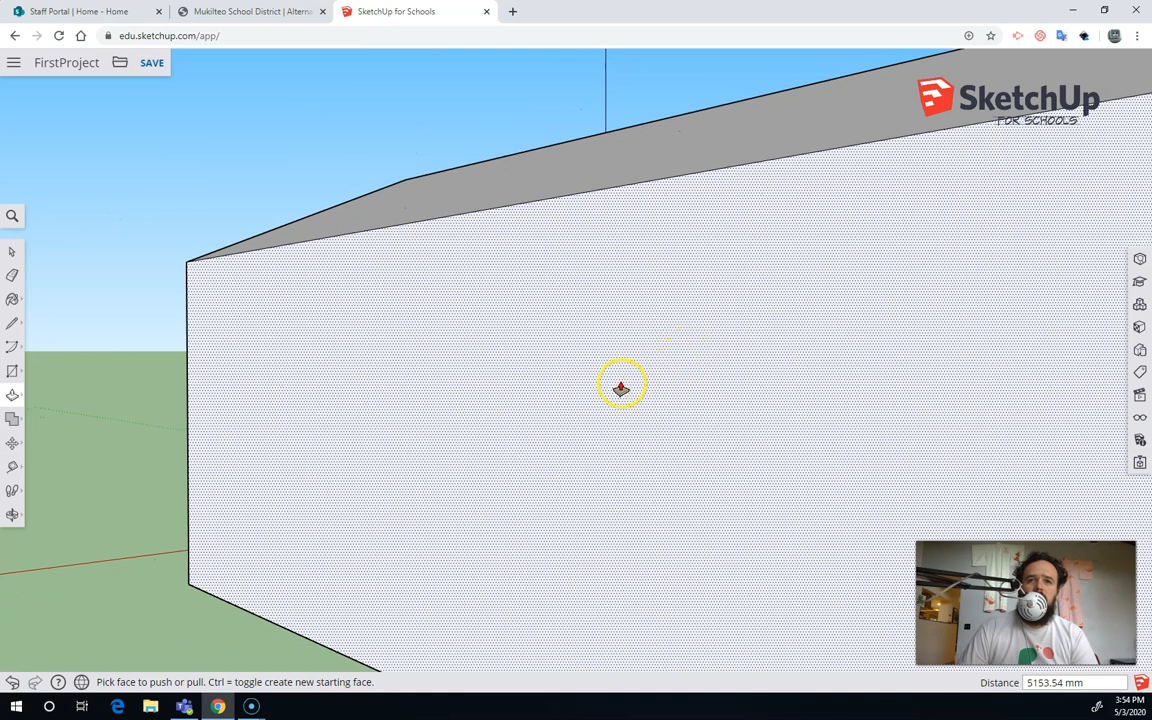 Staff Portal | Home - Home
Mukilteo School District | Alterna
SketchUp for Schools
edu.sketchup.com/app/
FirstProject
SAVE
SketchUp
FOR SCHOOLS
Pick face to push or pull. Ctrl = toggle create new starting face.
Distance
5153.54 mm
3:54 PM
5/3/2020